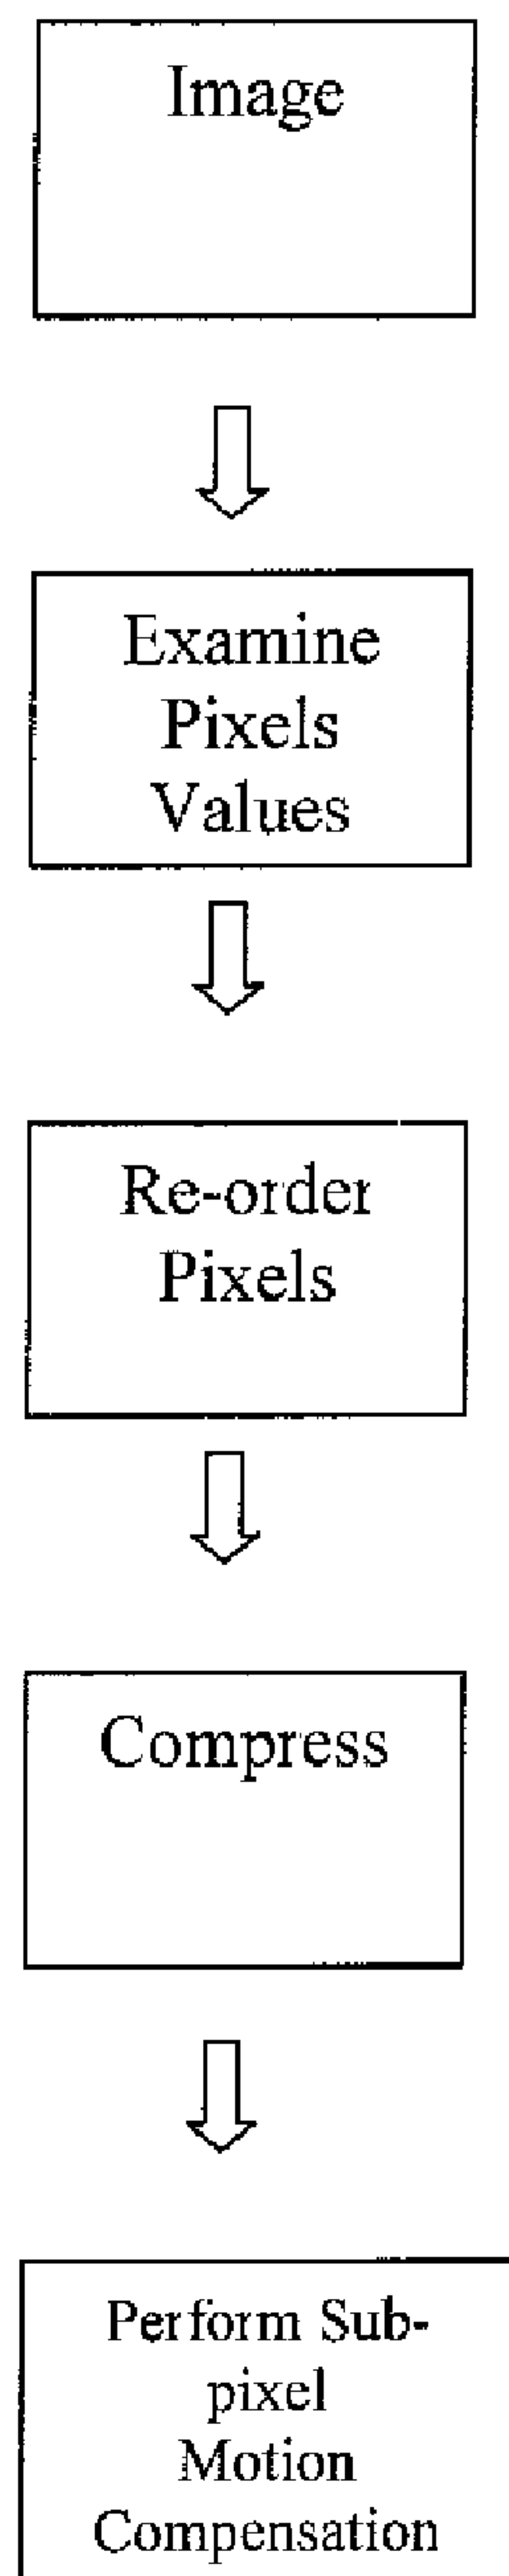 Image
Examine
Pixels
Values
Re-order
Pixels
Compress
Perform Sub-
pixel
Motion
Compensation